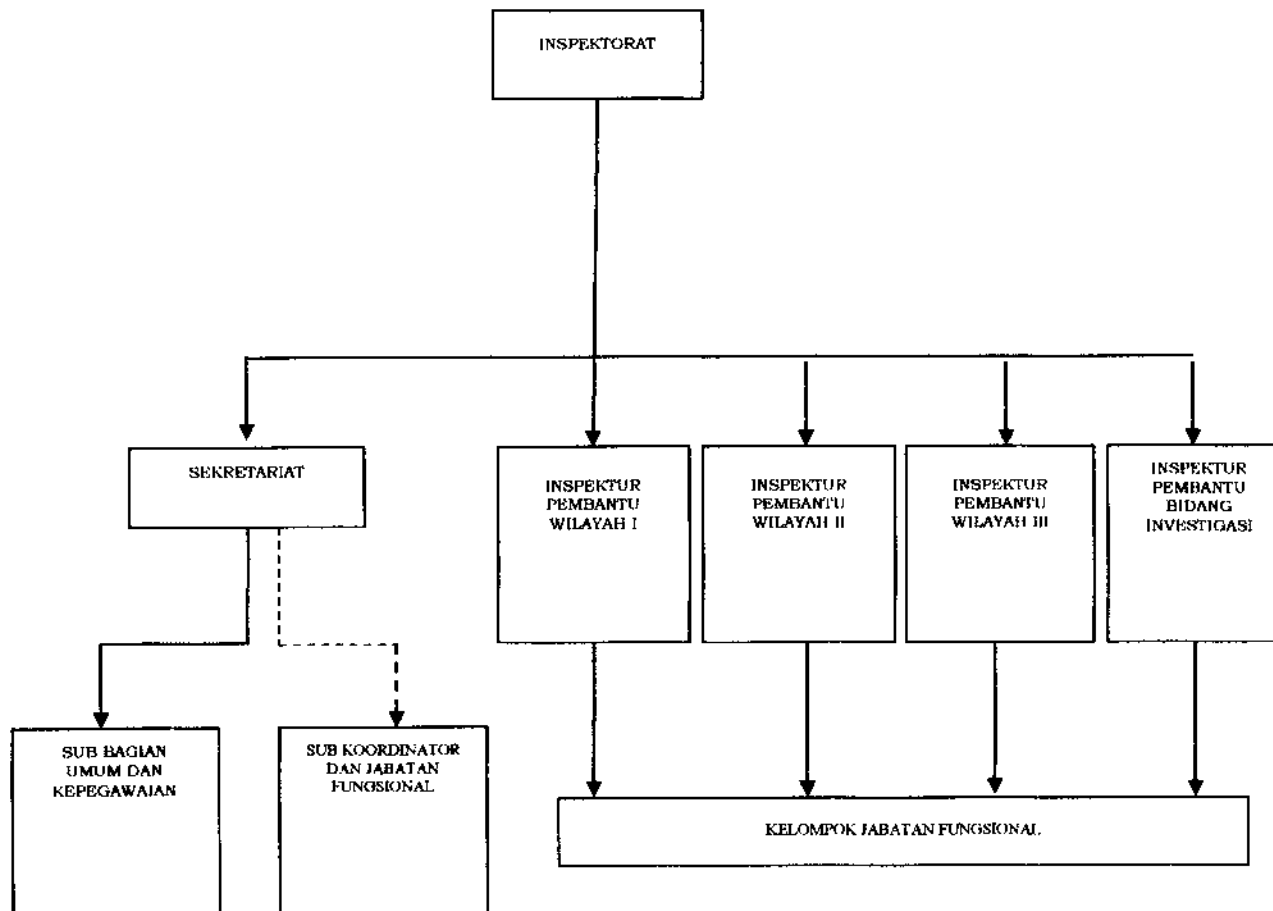 INSPEKTORAT
SEKRETARIAT
INSPEKTUR
PEMBANTU
WILAYAH I
INSPEKTUR
PEMBANTU
WILAYAH II
INSPEKTUR
PEMBANTU
WILAYAH III
INSPEKTUR
PEMBANTU
BIDANG
INVESTIGASI
SUB BAGIAN
UMUM DAN
KEPEGAWAIAN
SUB KOORDINATOR
DAN JABATAN
FUNGSIONAL
KELOMPOK JABATAN FUNGSIONAL